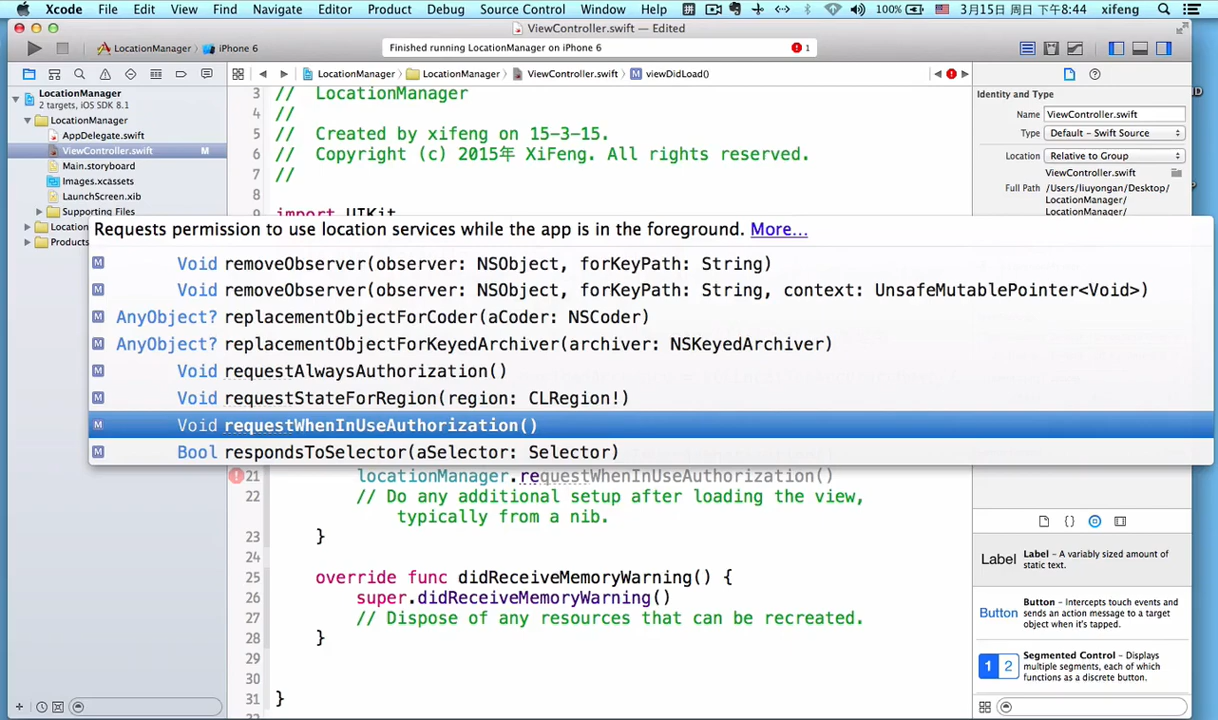 Xcode File Edit View Find Navigate Editor Product Debug Source Control Window Help 100% 3月15日 周日 下午8:44 xifeng
ViewController.swift — Edited
LocationManager iPhone 6
Finished running LocationManager on iPhone 6
1
LocationManager LocationManager ViewController.swift M viewDidLoad()
LocationManager
2 targets, iOS SDK 8.1
LocationManager
AppDelegate.swift
ViewController.swift M
Main.storyboard
Images.xcassets
LaunchScreen.xib
Supporting Files
Locatio
Products
3 // LocationManager
4 //
5 // Created by xifeng on 15-3-15.
6 // Copyright (c) 2015年 XiFeng. All rights reserved.
7 //
8
9 import UIKit
Requests permission to use location services while the app is in the foreground. More...
M Void removeObserver(observer: NSObject, forKeyPath: String)
M Void removeObserver(observer: NSObject, forKeyPath: String, context: UnsafeMutablePointer<Void>)
M AnyObject? replacementObjectForCoder(aCoder: NSCoder)
M AnyObject? replacementObjectForKeyedArchiver(archiver: NSKeyedArchiver)
M Void requestAlwaysAuthorization()
M Void requestStateForRegion(region: CLRegion!)
M Void requestWhenInUseAuthorization()
M Bool respondsToSelector(aSelector: Selector)
21 locationManager.requestWhenInUseAuthorization()
22 // Do any additional setup after loading the view,
typically from a nib.
23 }
24
25 override func didReceiveMemoryWarning() {
26 super.didReceiveMemoryWarning()
27 // Dispose of any resources that can be recreated.
28 }
29
30
31 }
Identity and Type
Name ViewController.swift
Type Default - Swift Source
Location Relative to Group
ViewController.swift
Full Path /Users/liuyongan/Desktop/
LocationManager/
LocationManager/
Label Label - A variably sized amount of
static text.
Button Button - Intercepts touch events and
sends an action message to a target
object when it's tapped.
1 2 Segmented Control - Displays
multiple segments, each of which
functions as a discrete button.